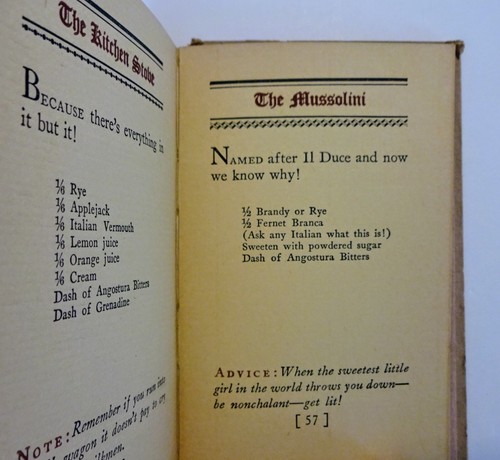 The Kitchen Stove
BECAUSE there's everything in
it but it!
⅙ Rye
⅙ Applejack
⅙ Italian Vermouth
⅙ Lemon juice
⅙ Orange juice
⅙ Cream
Dash of Angostura Bitters
Dash of Grenadine
NOTE: Remember if you run into
wagon it doesn't pay to cry
The Mussolini
NAMED after Il Duce and now
we know why!
½ Brandy or Rye
½ Fernet Branca
(Ask any Italian what this is!)
Sweeten with powdered sugar
Dash of Angostura Bitters
ADVICE: When the sweetest little
girl in the world throws you down—
be nonchalant—get lit!
[ 57 ]